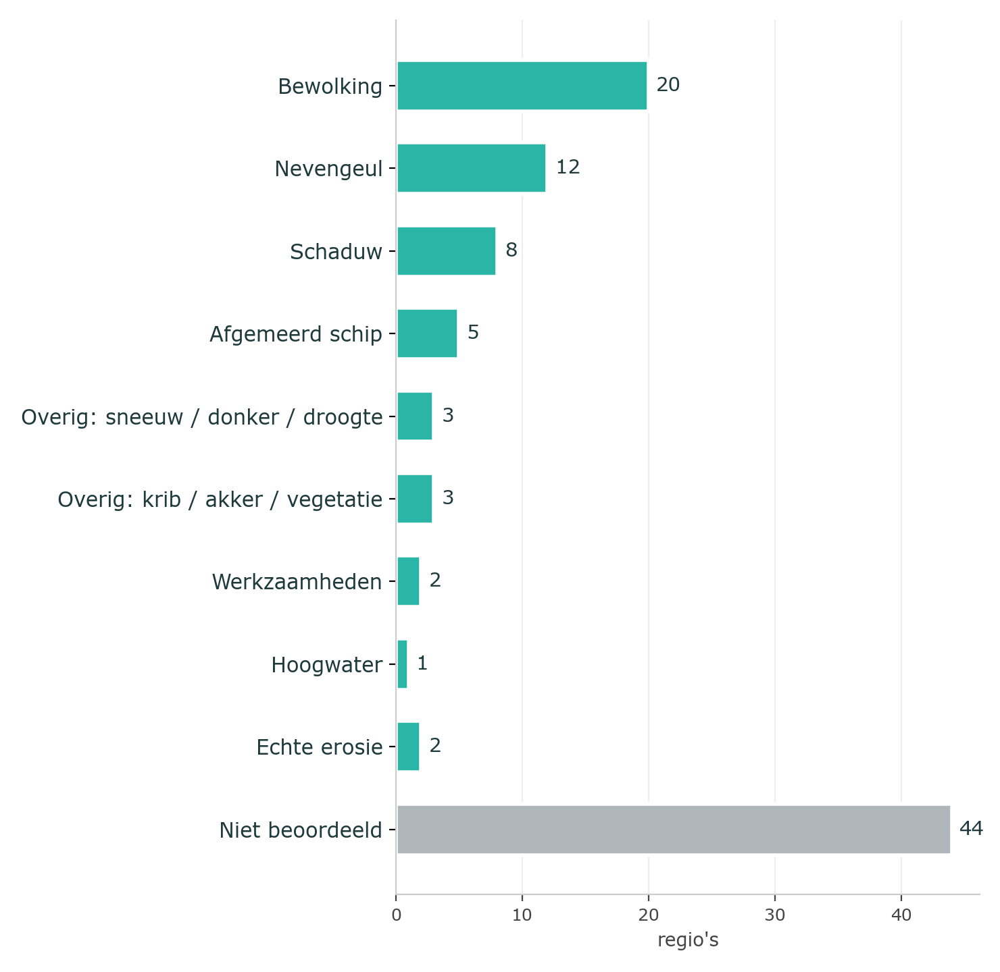 Bewolking 20
Nevengeul 12
Schaduw 8
Afgemeerd schip 5
Overig: sneeuw / donker / droogte 3
Overig: krib / akker / vegetatie 3
Werkzaamheden 2
Hoogwater 1
Echte erosie 2
Niet beoordeeld 44
0 10 20 30 40
regio's